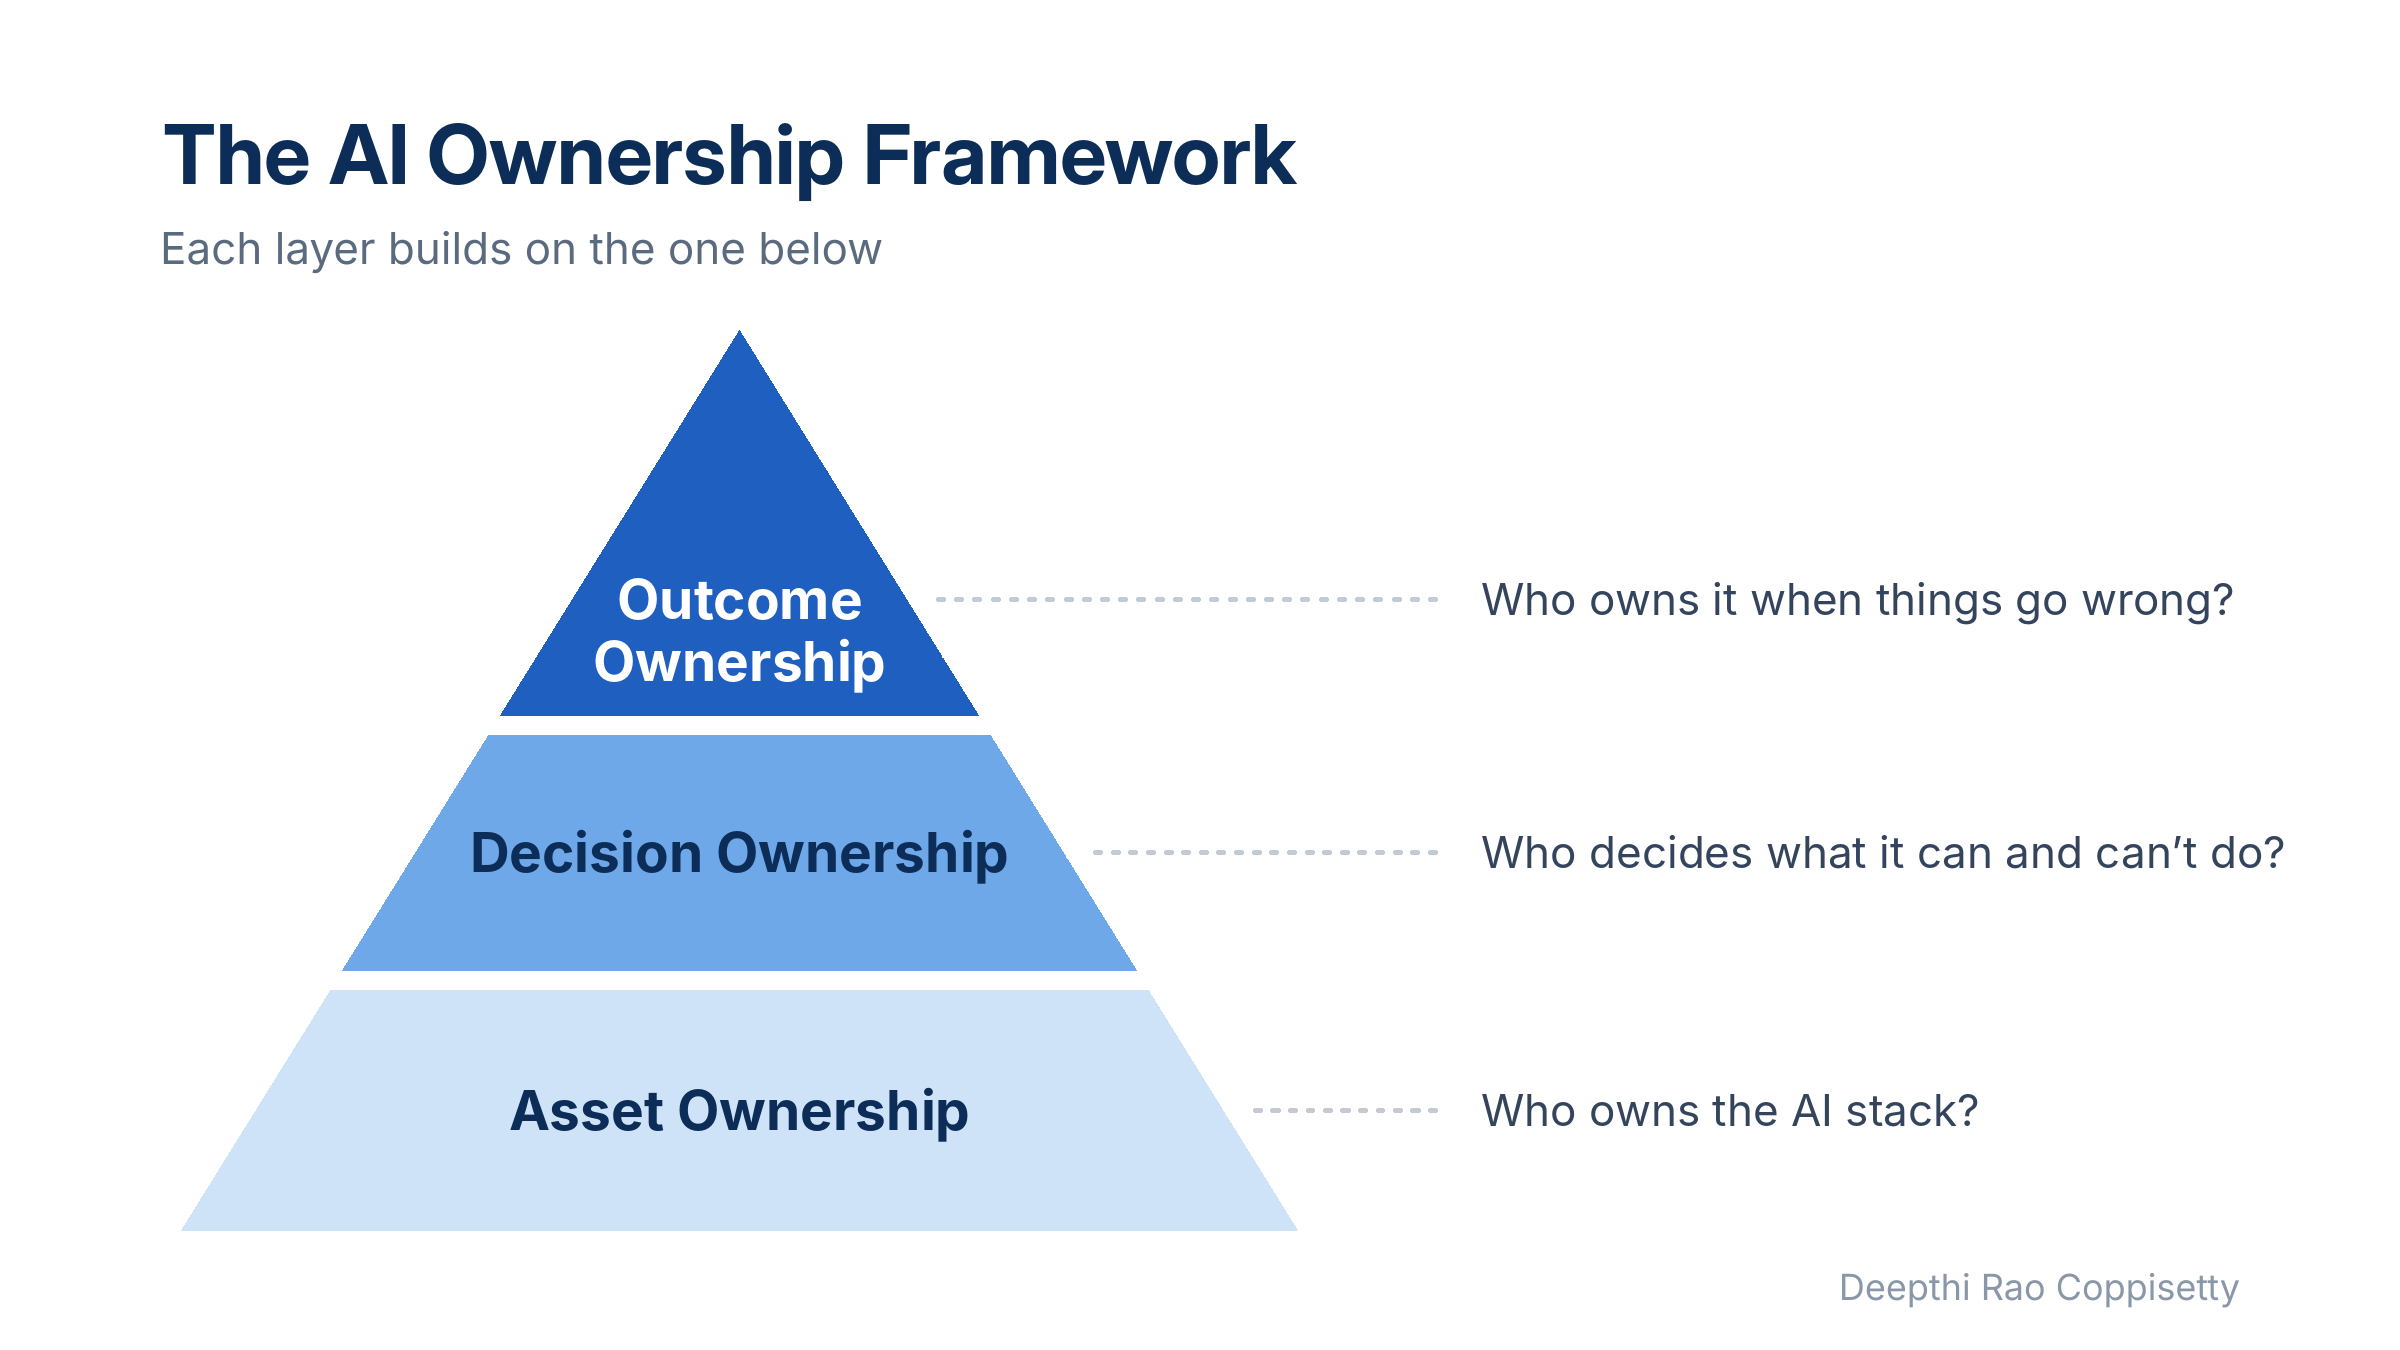 The AI Ownership Framework
Each layer builds on the one below
Outcome
Ownership
Who owns it when things go wrong?
Decision Ownership
Who decides what it can and can’t do?
Asset Ownership
Who owns the AI stack?
Deepthi Rao Coppisetty